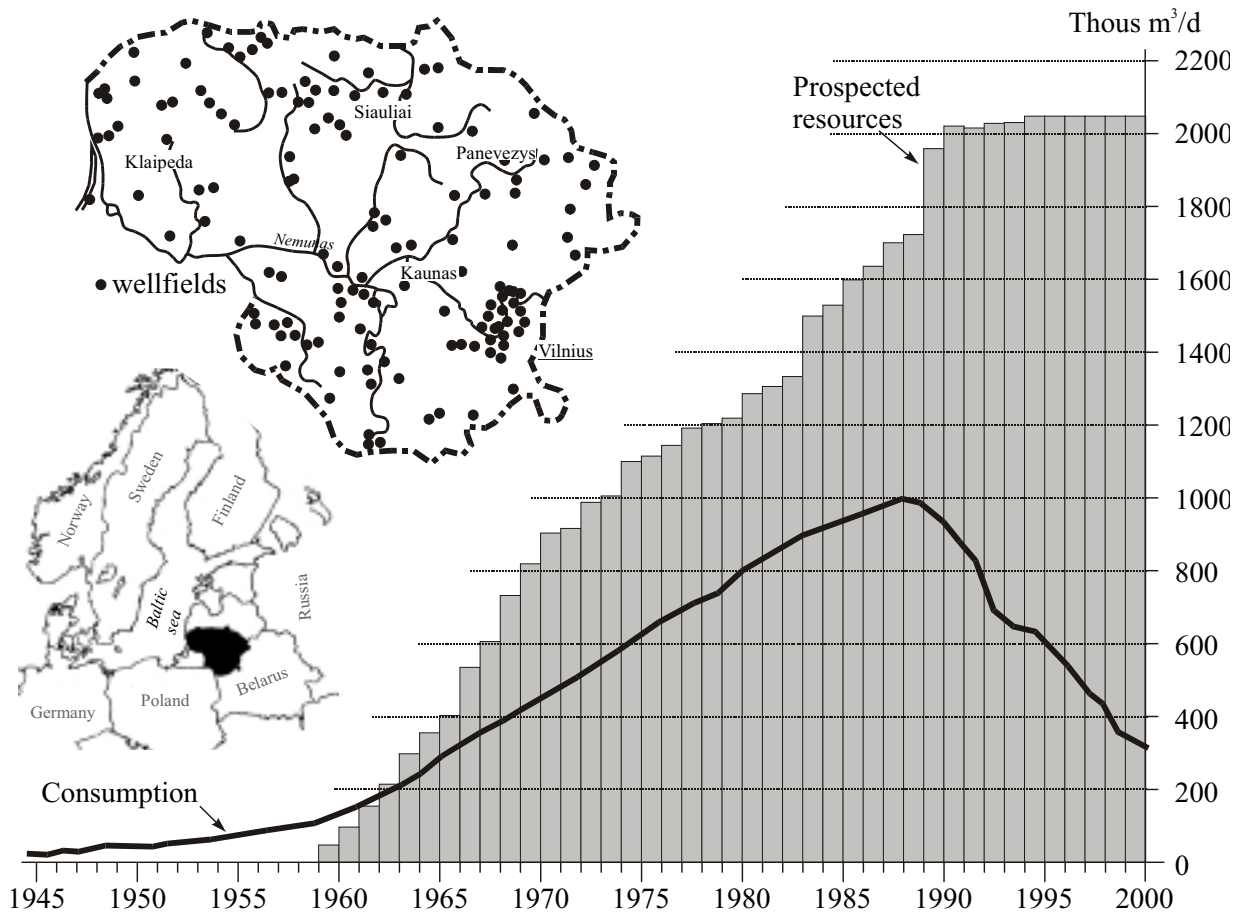 Thous m³/d
2200
2000
1800
1600
1400
1200
1000
800
600
400
200
0
Prospected
resources
Siauliai
Klaipeda
Panevezys
Nemunas
Kaunas
wellfields
Vilnius
Norway
Sweden
Finland
Baltic
sea
Russia
Belarus
Poland
Germany
Consumption
1945 1950 1955 1960 1965 1970 1975 1980 1985 1990 1995 2000